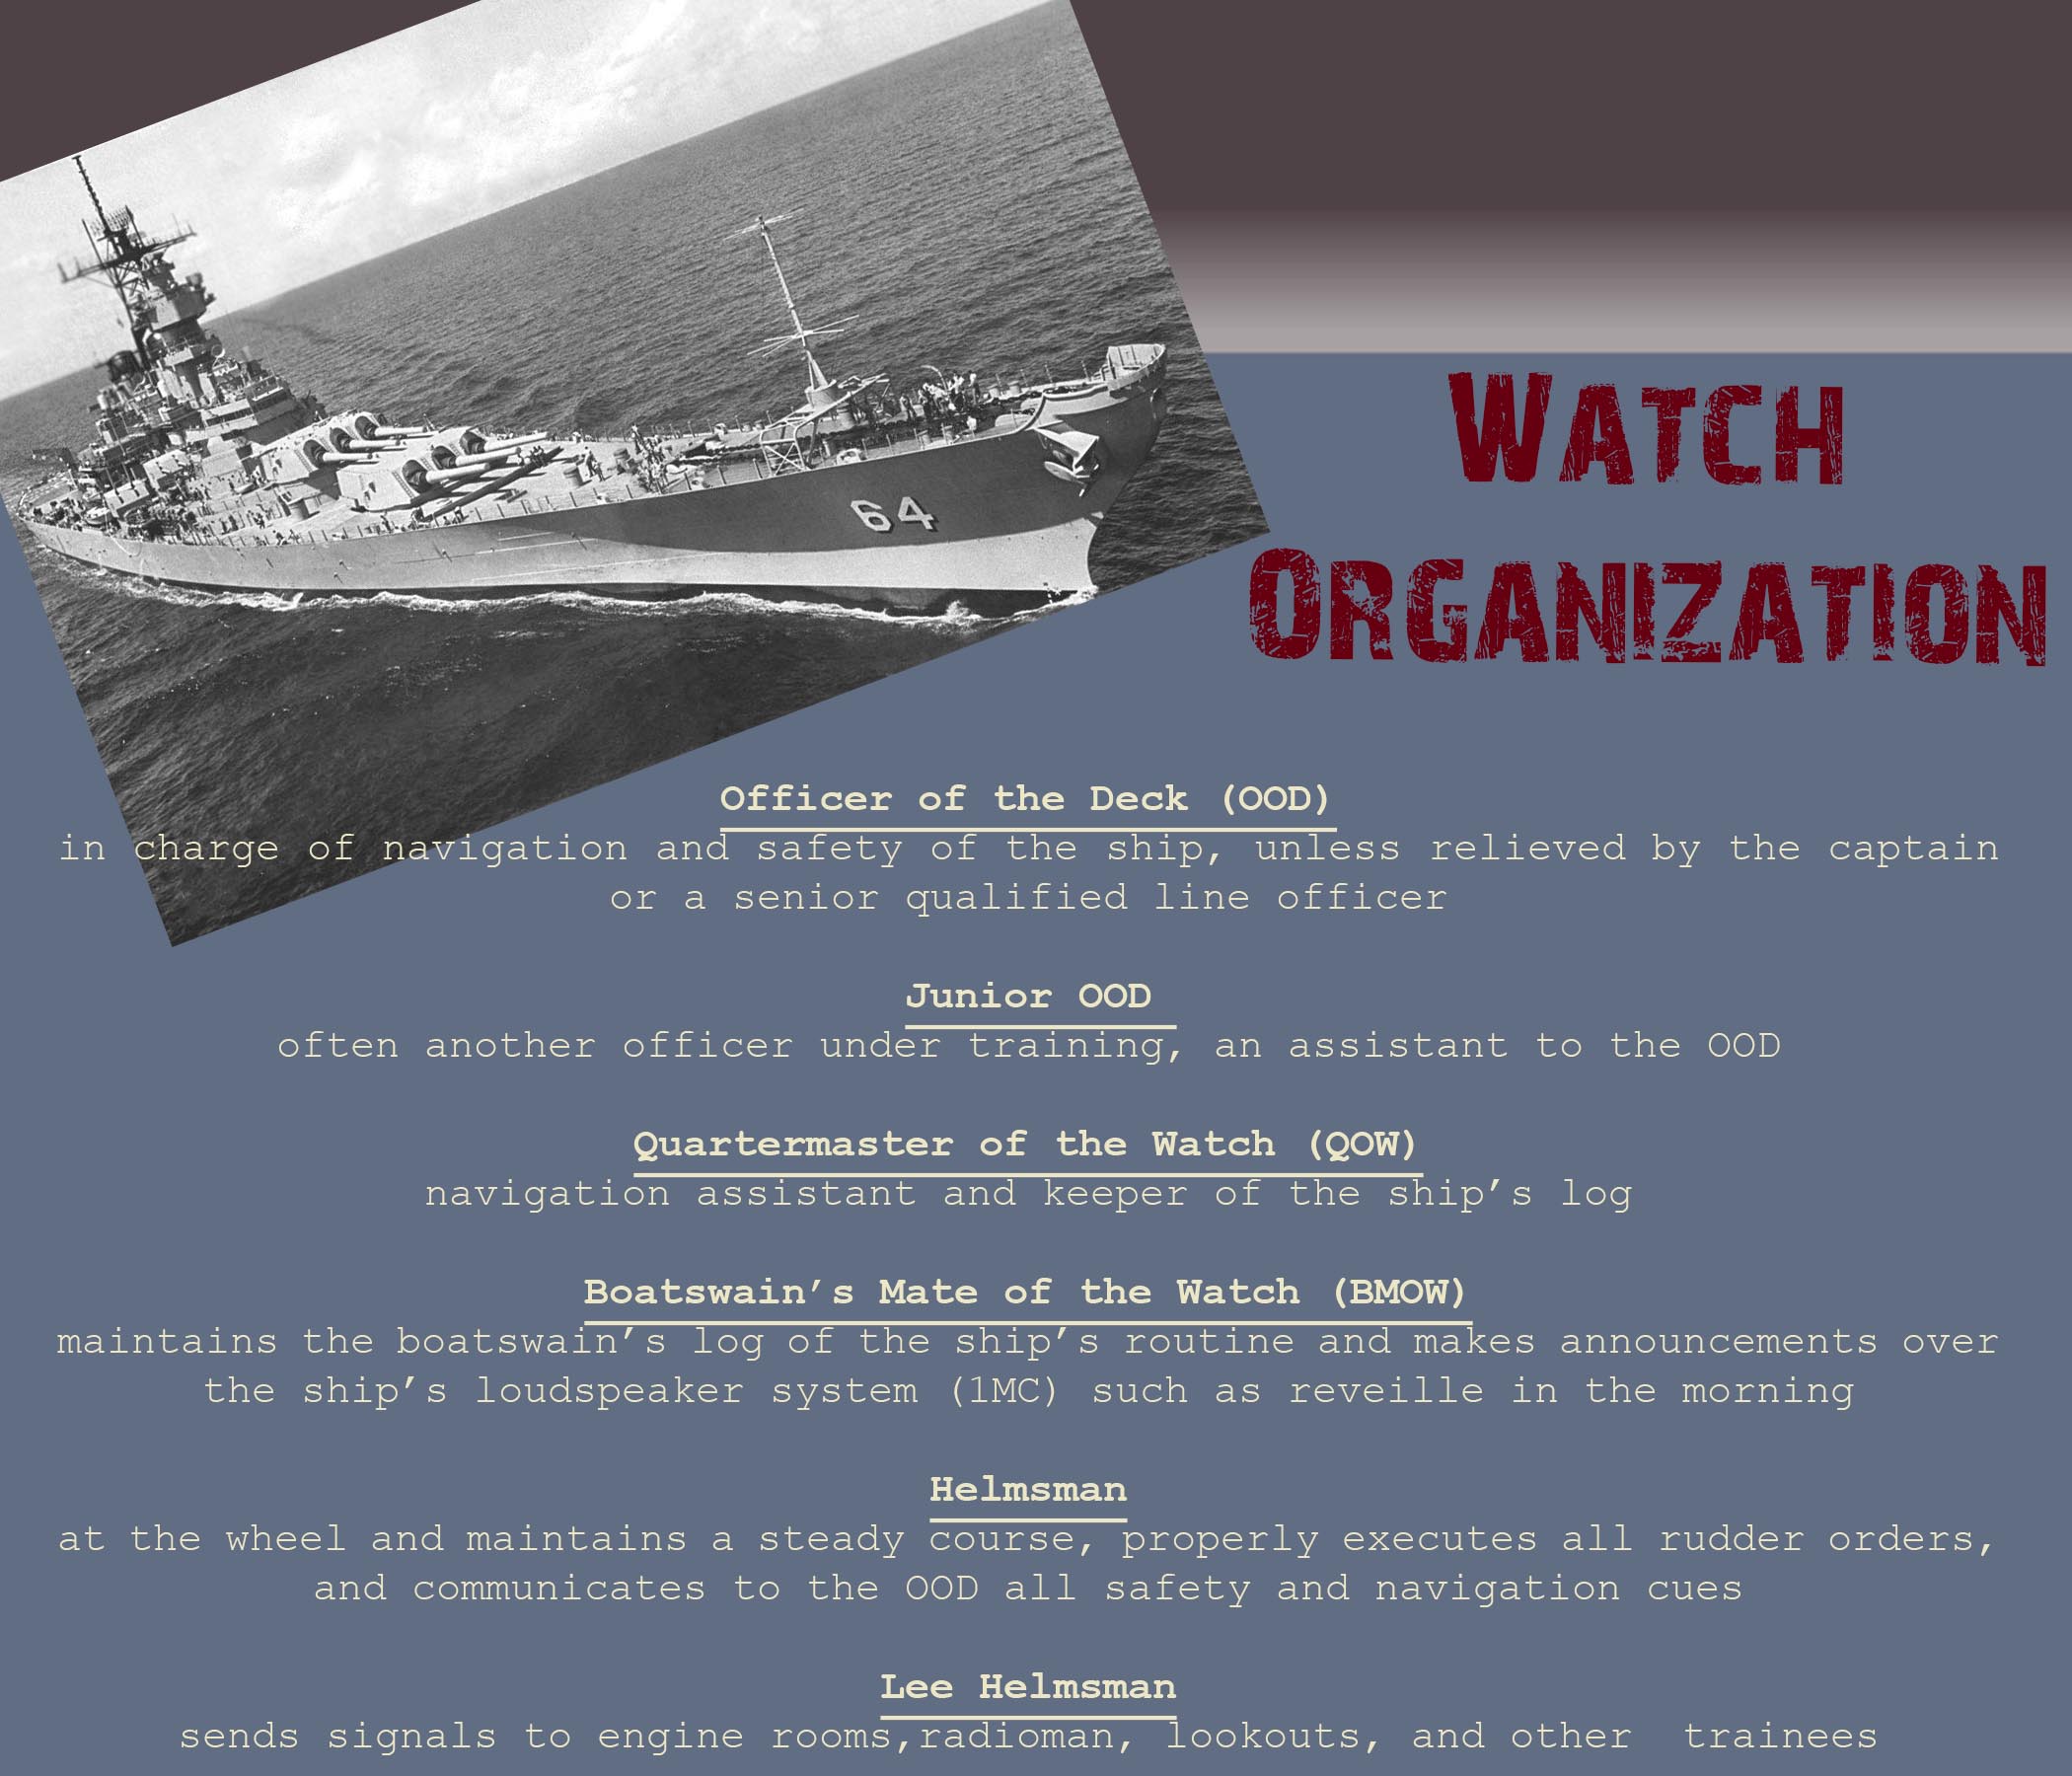 64
Watch
Organization
Officer of the Deck (OOD)
in charge of navigation and safety of the ship, unless relieved by the captain
or a senior qualified line officer
Junior OOD
often another officer under training, an assistant to the OOD
Quartermaster of the Watch (QOW)
navigation assistant and keeper of the ship’s log
Boatswain’s Mate of the Watch (BMOW)
maintains the boatswain’s log of the ship’s routine and makes announcements over
the ship’s loudspeaker system (1MC) such as reveille in the morning
Helmsman
at the wheel and maintains a steady course, properly executes all rudder orders,
and communicates to the OOD all safety and navigation cues
Lee Helmsman
sends signals to engine rooms,radioman, lookouts, and other  trainees